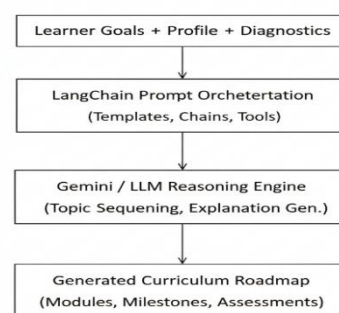 Learner Goals + Profile + Diagnostics
LangChain Prompt Orchetertation
(Templates, Chains, Tools)
Gemini / LLM Reasoning Engine
(Topic Sequening, Explanation Gen.)
Generated Curriculum Roadmap
(Modules, Milestones, Assessments)